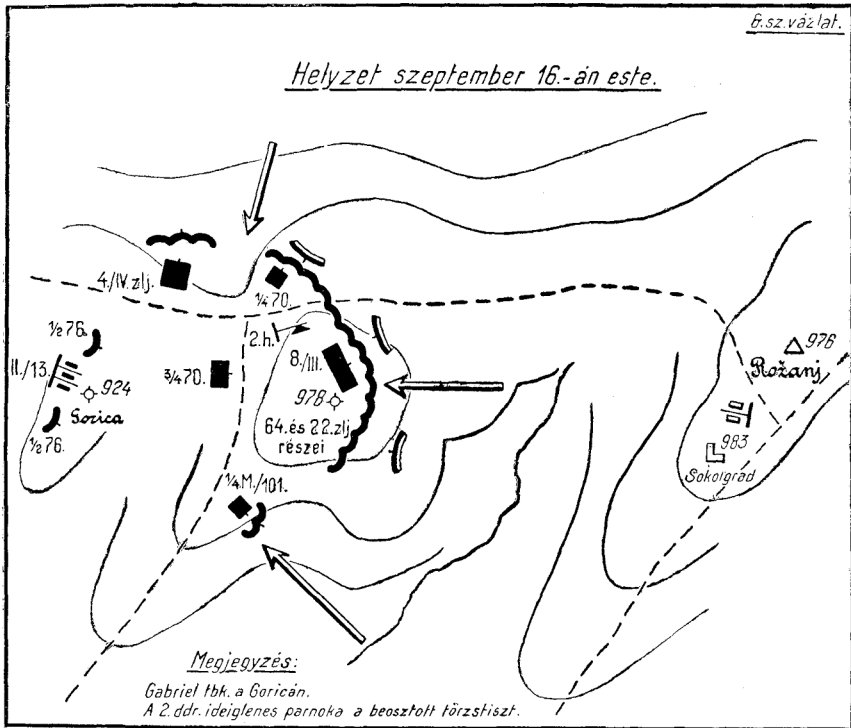 6.sz.vázlat.
Helyzet szeptember 16.-án este.
4./IV. zlj.
1/4 70.
1/2 76.
2.h.
II./13.
3/4 70.
8./III.
924
Gorica
978
1/2 76.
64. és 22. zlj
részei
976
Rožanj
983
Sokolgrad
1/4 M./101.
Megjegyzés:
Gabriel tbk. a Goricán.
A 2. ddr. ideiglenes parnoka a beosztott törzstiszt.